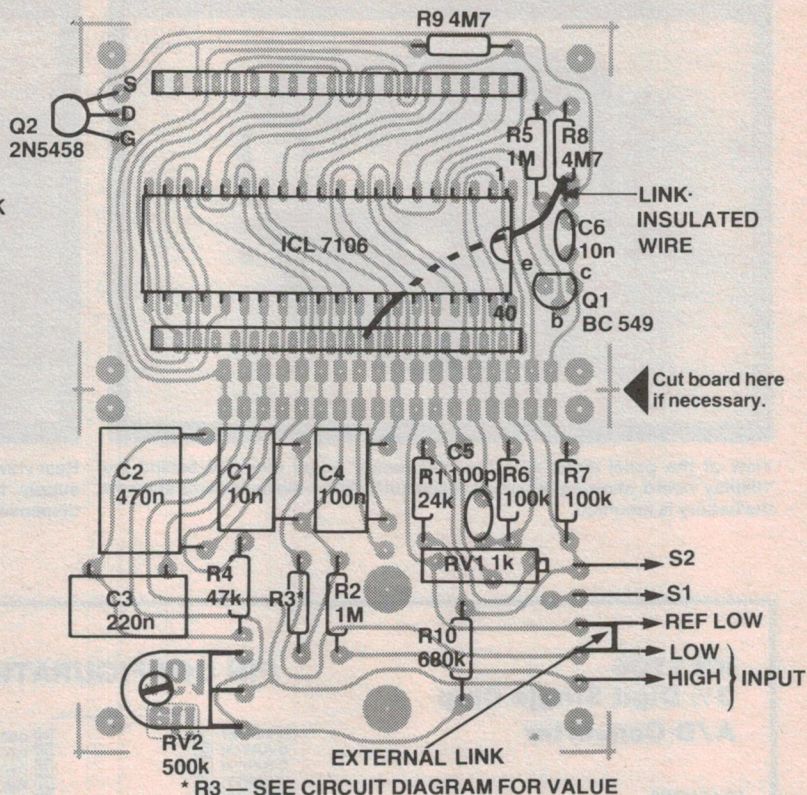 R9 4M7
S
D
G
Q2
2N5458
R5
1M
R8
4M7
1
LINK·
INSULATED
WIRE
K
ICL 7106
C6
10n
e
c
b
Q1
BC 549
40
Cut board here
if necessary.
C2
470n
C1
10n
C4
100n
R1
24k
C5
100p
R6
100k
R7
100k
RV1 1k
S2
S1
REF LOW
LOW
HIGH
INPUT
C3
220n
R4
47k
R3*
R2
1M
R10
680k
RV2
500k
EXTERNAL LINK
* R3 — SEE CIRCUIT DIAGRAM FOR VALUE